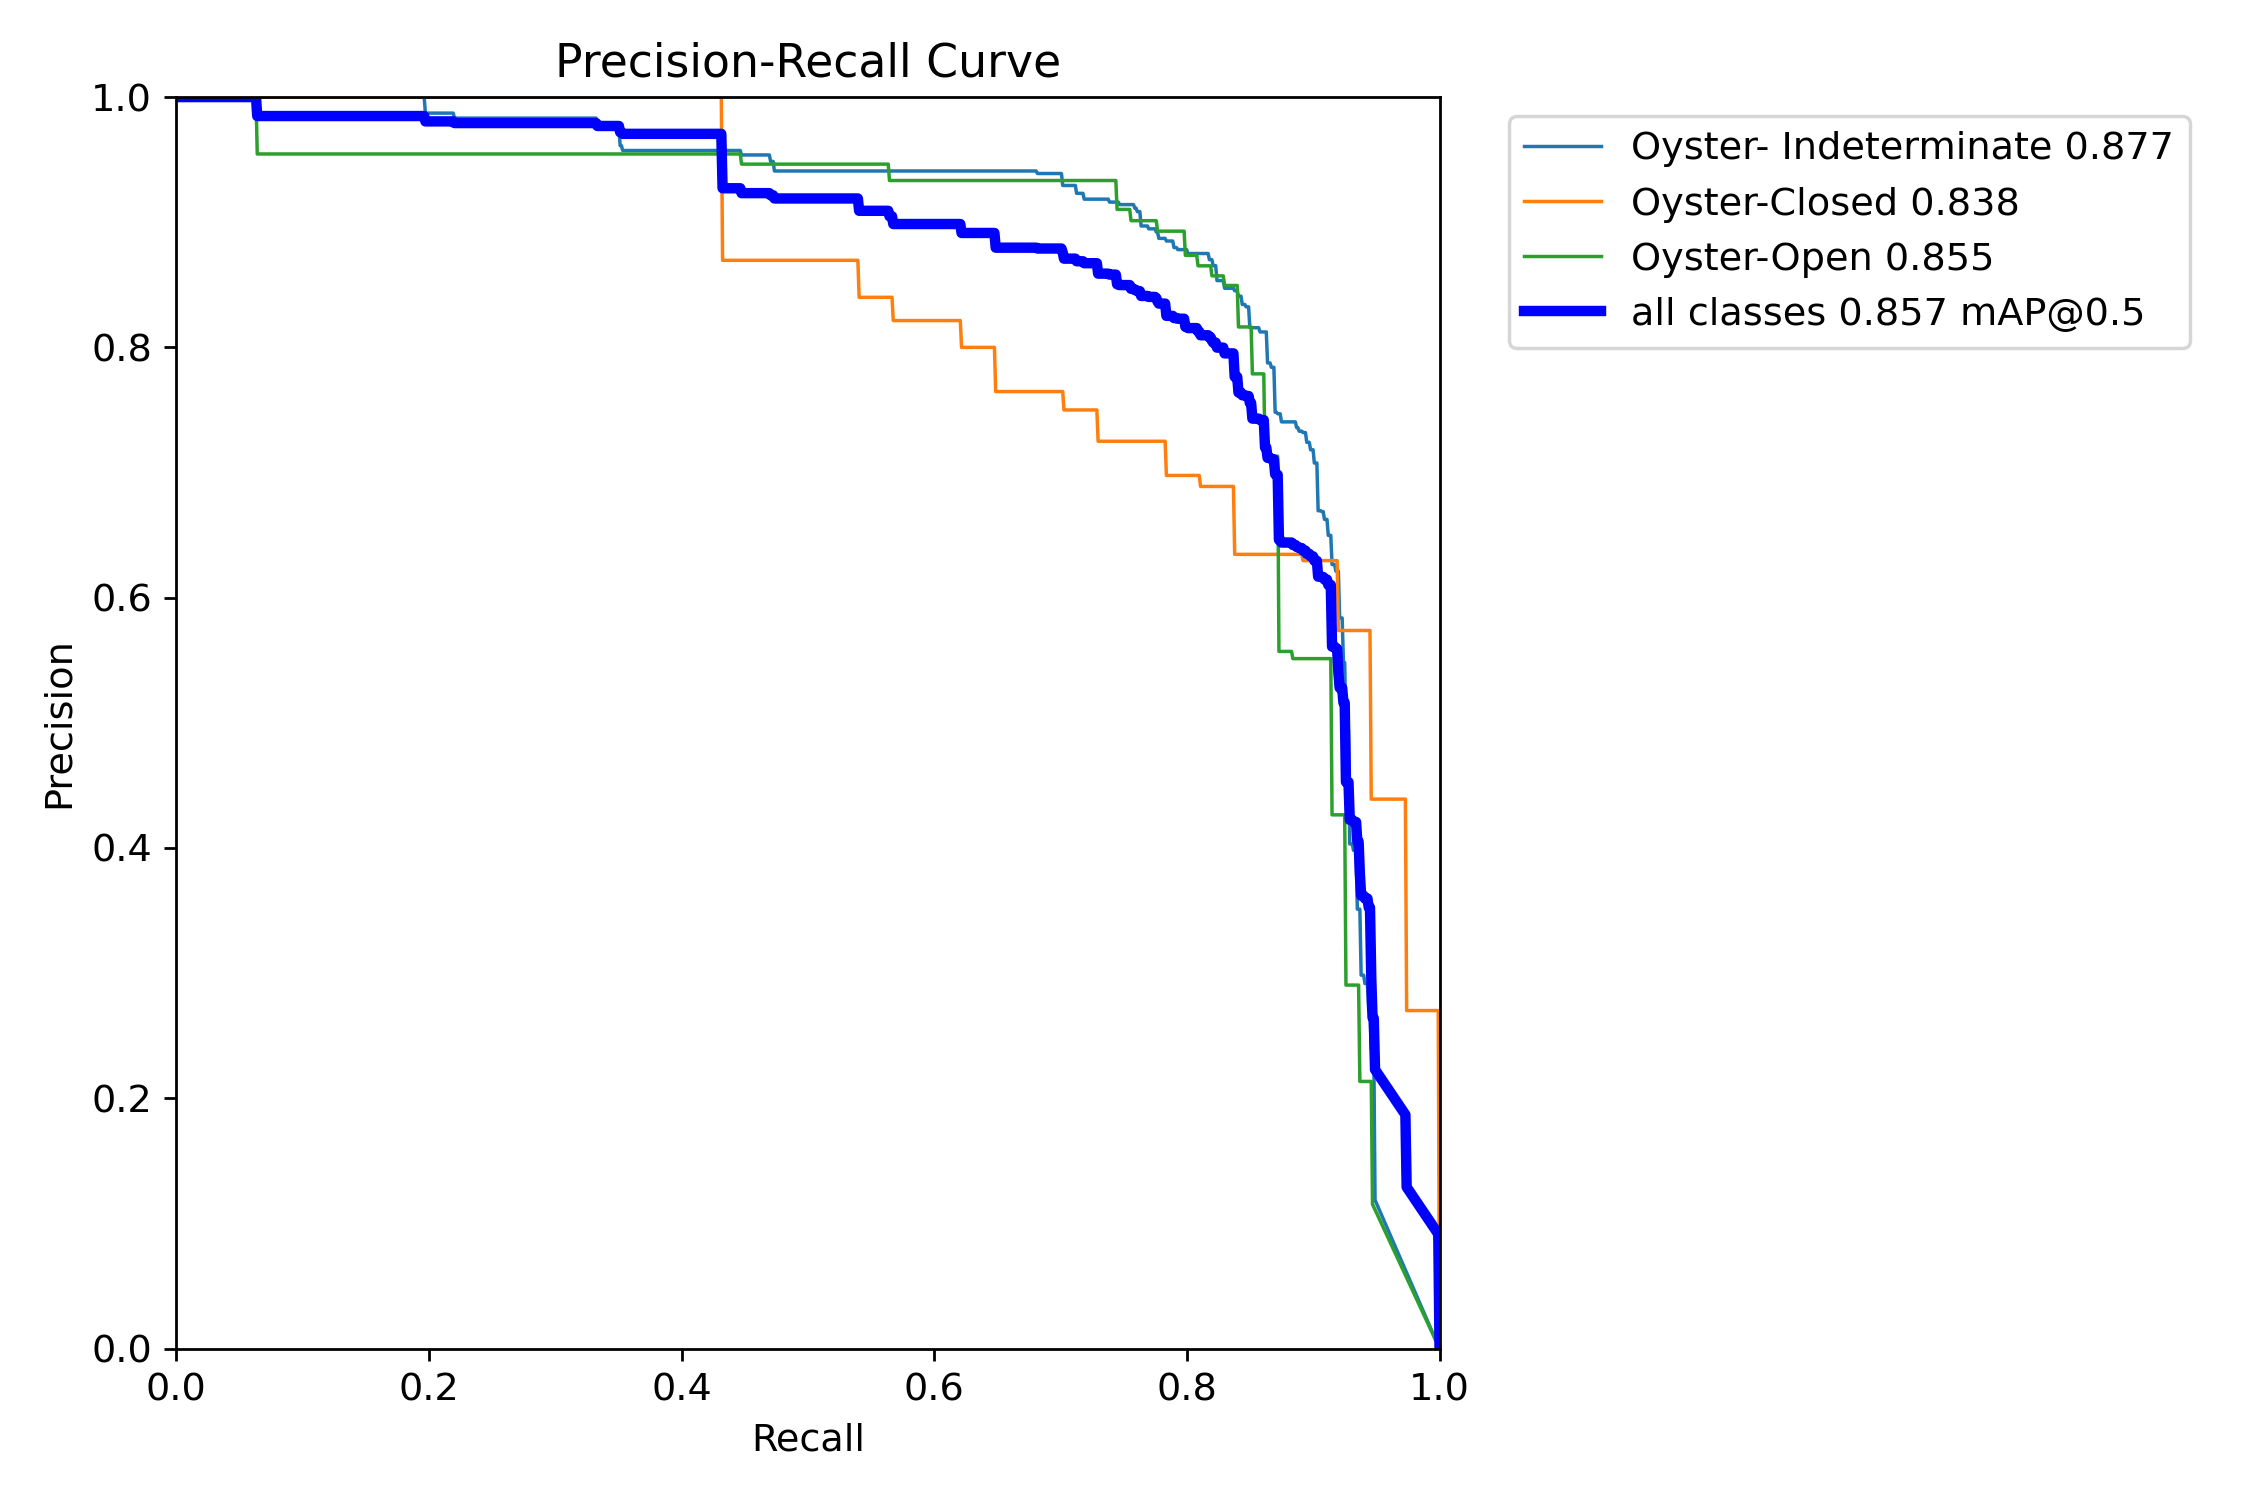 Precision-Recall Curve
1.0
0.8
0.6
0.4
0.2
0.0
Precision
0.0 0.2 0.4 0.6 0.8 1.0
Recall
Oyster- Indeterminate 0.877
Oyster-Closed 0.838
Oyster-Open 0.855
all classes 0.857 mAP@0.5